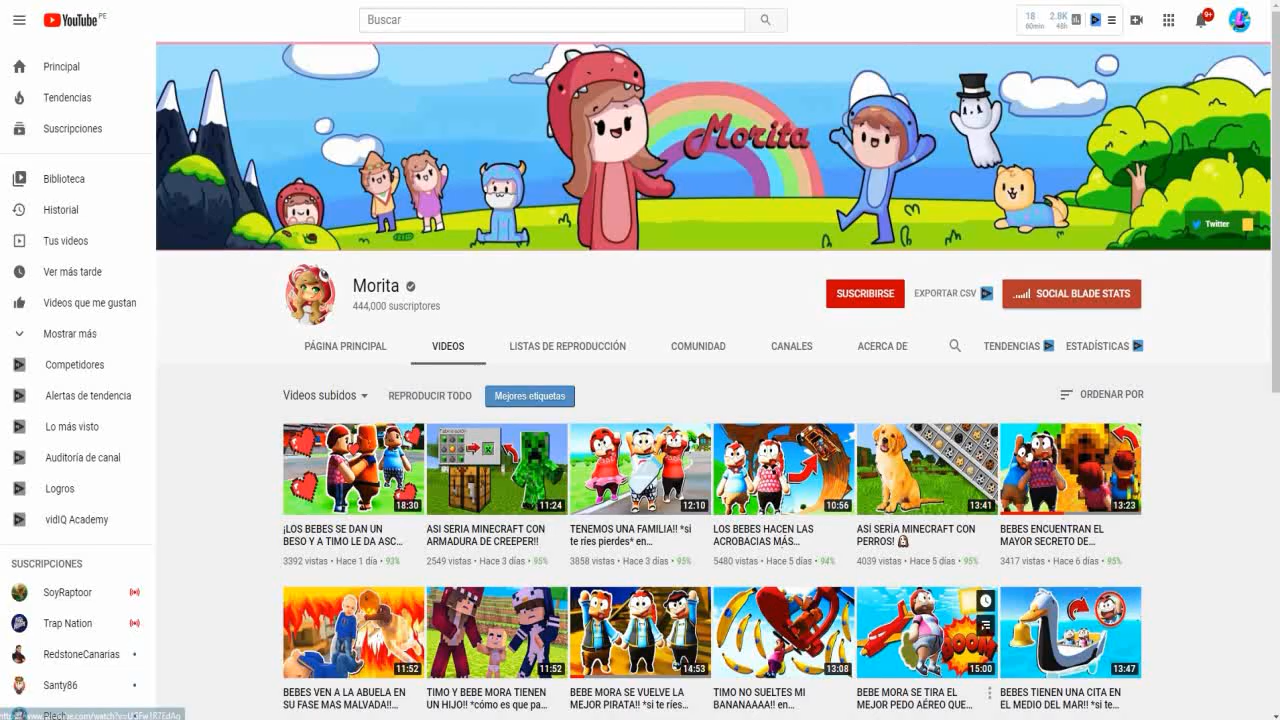 YouTube PE
Buscar
18 60min 2.8K 48h
9+
Principal
Tendencias
Suscripciones
Biblioteca
Historial
Tus videos
Ver más tarde
Videos que me gustan
Mostrar más
Competidores
Alertas de tendencia
Lo más visto
Auditoría de canal
Logros
vidIQ Academy
SUSCRIPCIONES
SoyRaptoor
Trap Nation
RedstoneCanarias
Santy86
Morita
Twitter
Morita
444,000 suscriptores
SUSCRIBIRSE
EXPORTAR CSV
SOCIAL BLADE STATS
PÁGINA PRINCIPAL VIDEOS LISTAS DE REPRODUCCIÓN COMUNIDAD CANALES ACERCA DE TENDENCIAS ESTADÍSTICAS
Videos subidos REPRODUCIR TODO Mejores etiquetas ORDENAR POR
18:30
¡LOS BEBES SE DAN UN
BESO Y A TIMO LE DA ASC...
3392 vistas • Hace 1 día • 93%
11:24
ASI SERIA MINECRAFT CON
ARMADURA DE CREEPER!!
2549 vistas • Hace 3 días • 95%
12:10
TENEMOS UNA FAMILIA!! *si
te ríes pierdes* en...
3858 vistas • Hace 3 días • 95%
10:56
LOS BEBES HACEN LAS
ACROBACIAS MÁS...
5480 vistas • Hace 5 días • 94%
13:41
ASÍ SERIA MINECRAFT CON
PERROS!
4039 vistas • Hace 5 días • 95%
13:23
BEBES ENCUENTRAN EL
MAYOR SECRETO DE...
3417 vistas • Hace 6 días • 95%
11:52
BEBES VEN A LA ABUELA EN
SU FASE MAS MALVADA!!...
11:52
TIMO Y BEBE MORA TIENEN
UN HIJO!! *cómo es que pa...
14:53
BEBE MORA SE VUELVE LA
MEJOR PIRATA!! *si te ríes...
13:08
TIMO NO SUELTES MI
BANANAAAA!! en...
BOOM
15:00
BEBE MORA SE TIRA EL
MEJOR PEDO AÉREO QUE...
13:47
BEBES TIENEN UNA CITA EN
EL MEDIO DEL MAR!! *si te...